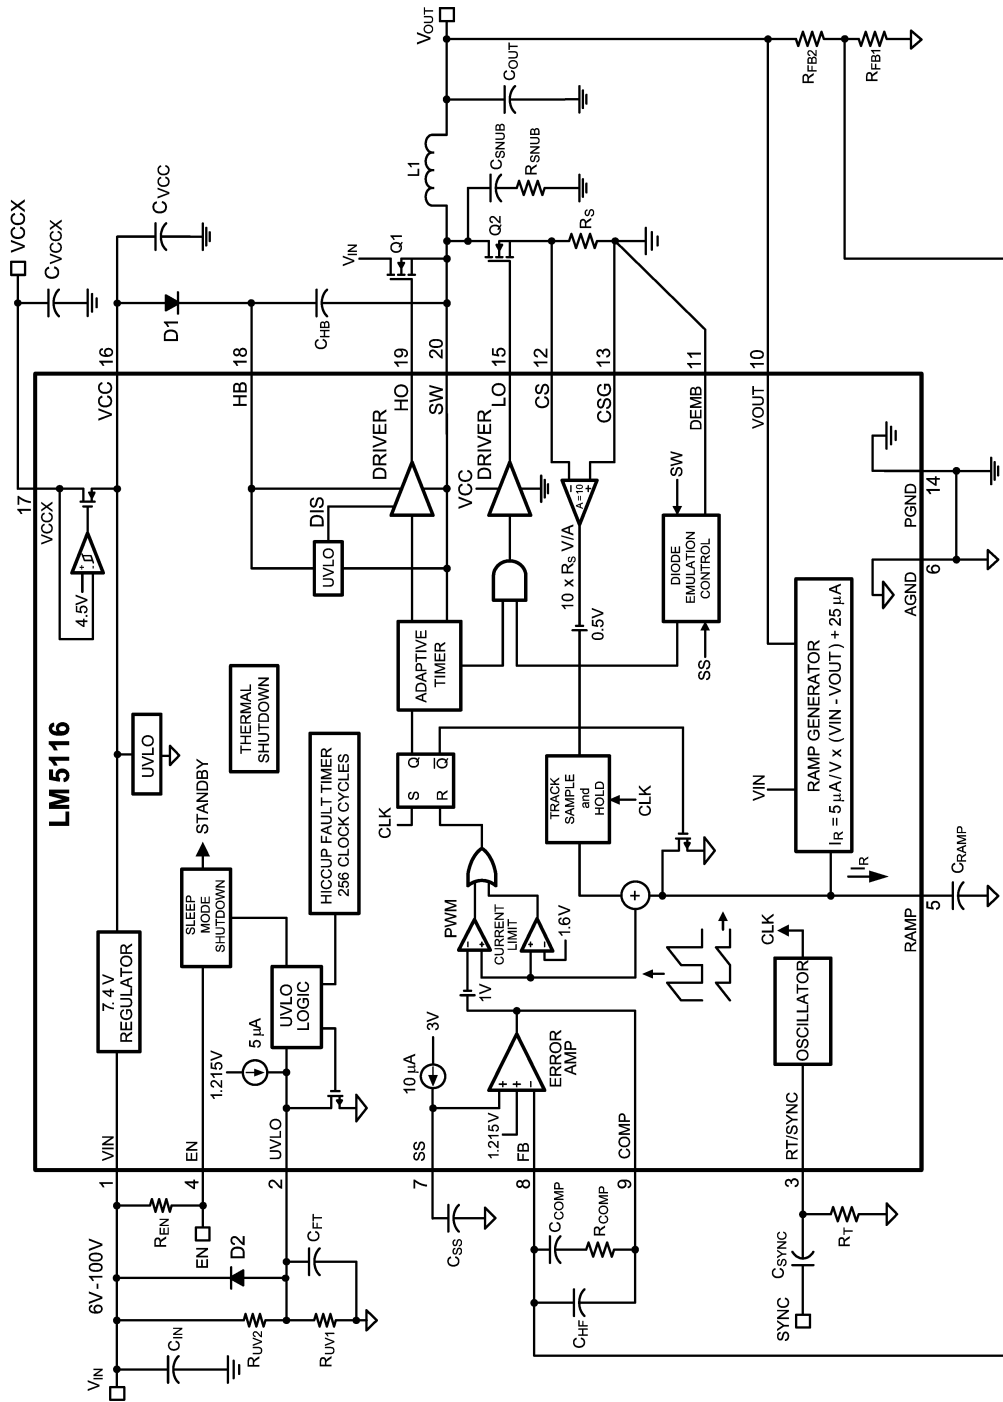 LM5116
6V-100V
VIN
CIN
RUV2
RUV1
D2
CFT
REN
EN
1
VIN
4
EN
2
UVLO
7.4 V
REGULATOR
UVLO
SLEEP
MODE
SHUTDOWN
STANDBY
THERMAL
SHUTDOWN
1.215V
5 µA
UVLO
LOGIC
HICCUP FAULT TIMER
256 CLOCK CYCLES
4.5V
+
-
VCCX
17
VCCX
CVCCX
VCC
16
CVCC
D1
HB
18
CHB
UVLO
DIS
DRIVER
HO
19
VIN
Q1
SW
20
L1
VOUT
COUT
CSNUB
RSNUB
VCC
DRIVER
LO
15
Q2
CS
12
RS
CSG
13
A = 10
-
+
10 x RS V/A
0.5V
DEMB
11
SW
DIODE
EMULATION
CONTROL
SS
ADAPTIVE
TIMER
CLK
S
Q
R
Q
TRACK
SAMPLE
and
HOLD
CLK
PWM
-
+
CURRENT
LIMIT
+
-
1.6V
1V
+
7
SS
CSS
10 µA
3V
1.215V
+
+
-
ERROR
AMP
8
FB
9
COMP
CCOMP
RCOMP
CHF
VOUT
10
RFB2
RFB1
VIN
RAMP GENERATOR
IR = 5 µA/V x (VIN - VOUT) + 25 µA
IR
RAMP
5
CRAMP
CLK
OSCILLATOR
RT/SYNC
3
SYNC
CSYNC
RT
AGND
6
PGND
14